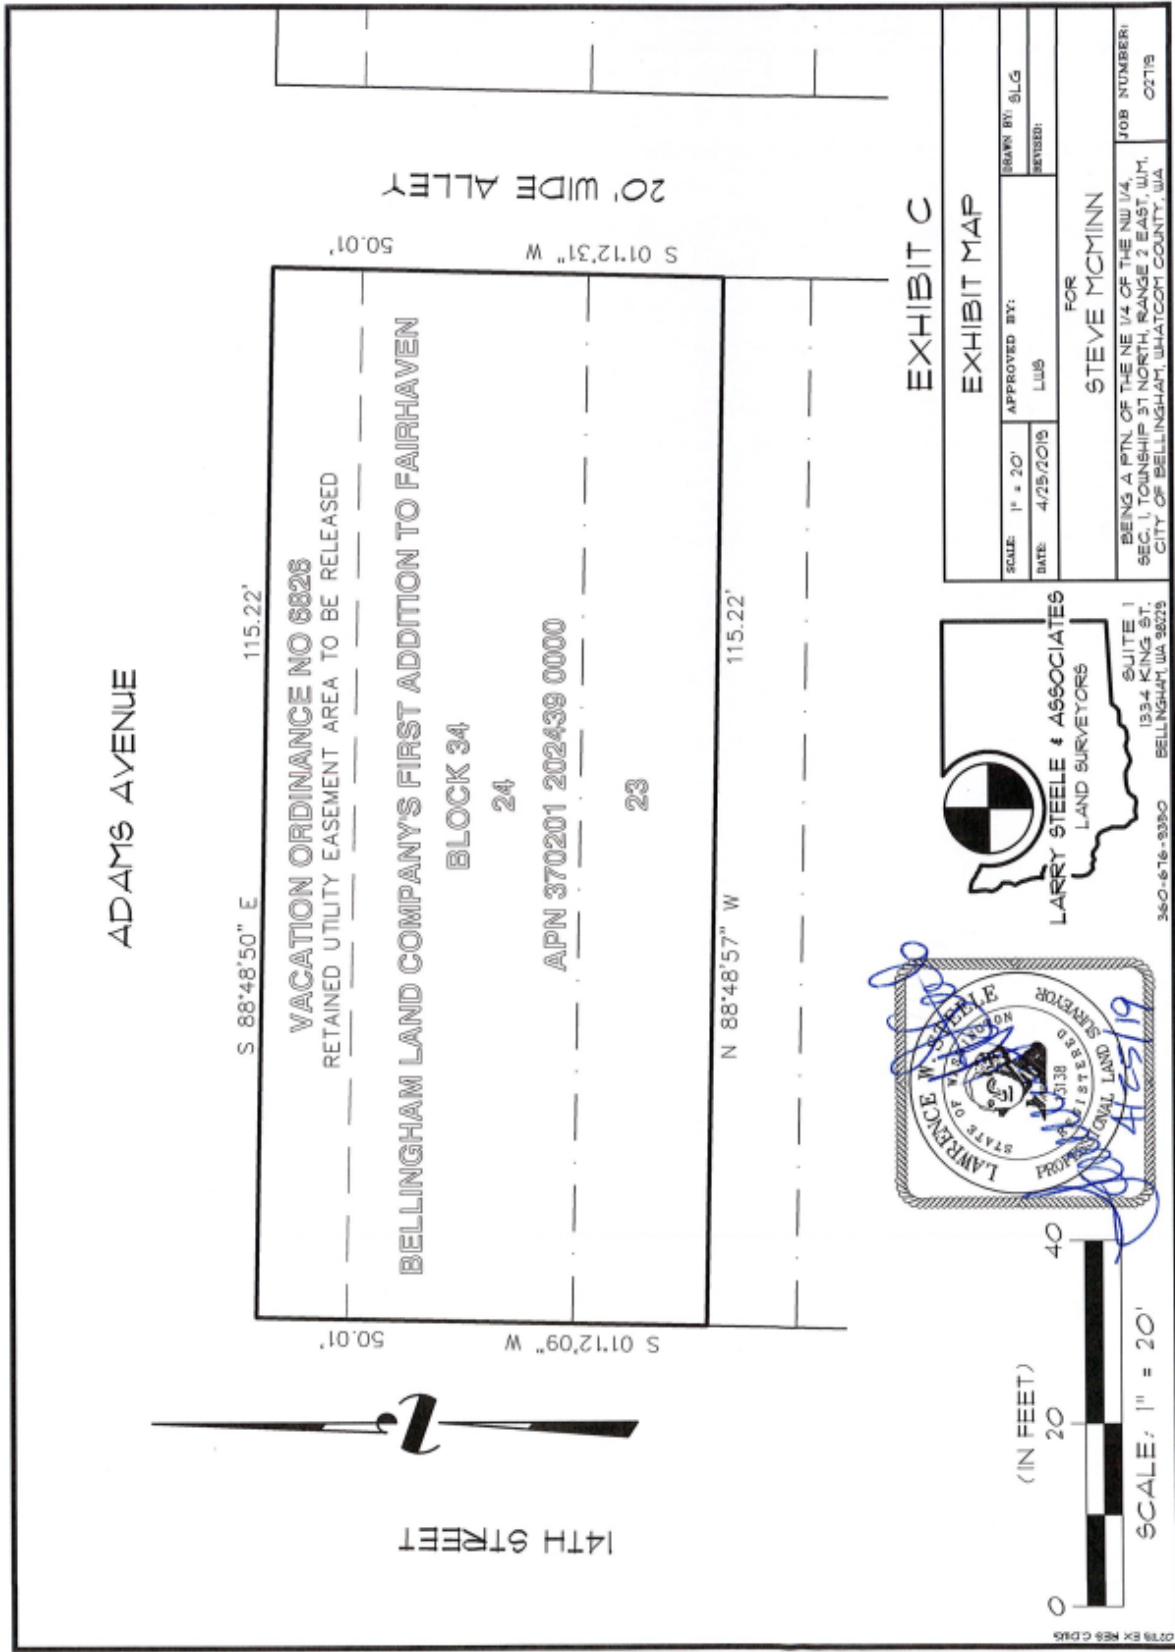 ADAMS AVENUE
S 88°48'50" E 115.22'
VACATION ORDINANCE NO 6826
RETAINED UTILITY EASEMENT AREA TO BE RELEASED
BELLINGHAM LAND COMPANY'S FIRST ADDITION TO FAIRHAVEN
BLOCK 34
24
APN 370201 202439 0000
23
N 88°48'57" W 115.22'
14TH STREET
50.01'
50.01'
S 01°12'09" W
50.01'
50.01'
S 01°12'31" W
20' WIDE ALLEY
(IN FEET)
0 20 40
SCALE: 1" = 20'
LAWRENCE W. STEELE
STATE OF WASHINGTON
REGISTERED
PROFESSIONAL LAND SURVEYOR
4/25/19
LARRY STEELE & ASSOCIATES
LAND SURVEYORS
SUITE 1
1334 KING ST.
360-676-9350 BELLINGHAM, WA 98229
EXHIBIT C
EXHIBIT MAP
SCALE: 1" = 20'
APPROVED BY:
LWS
DRAWN BY: SLG
DATE: 4/25/2019
REVISED:
FOR
STEVE MCMINN
BEING A PTN. OF THE NE 1/4 OF THE NW 1/4,
SEC. 1, TOWNSHIP 37 NORTH, RANGE 2 EAST, W.M.
CITY OF BELLINGHAM, WHATCOM COUNTY, WA
JOB NUMBER:
02719